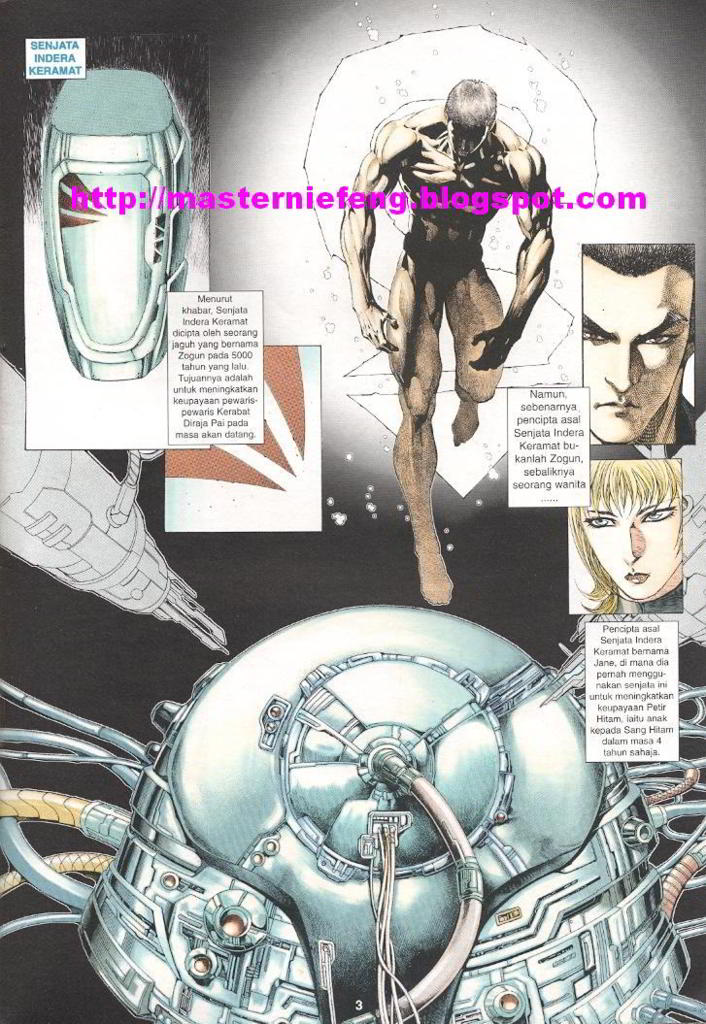 SENJATA
INDERA
KERAMAT
http://masterniefeng.blogspot.com
Menurut
khabar, Senjata
Indera Keramat
dicipta oleh seorang
jaguh yang bernama
Zogun pada 5000
tahun yang lalu.
Tujuannya adalah
untuk meningkatkan
keupayaan pewaris-
pewaris Kerabat
Diraja Pai pada
masa akan datang.
Namun,
sebenarnya
pencipta asal
Senjata Indera
Keramat bu-
kanlah Zogun,
sebaliknya
seorang wanita
......
Pencipta asal
Senjata Indera
Keramat bernama
Jane, di mana dia
pernah menggu-
nakan senjata ini
untuk meningkatkan
keupayaan Petir
Hitam, iaitu anak
kepada Sang Hitam
dalam masa 4
tahun sahaja.
3